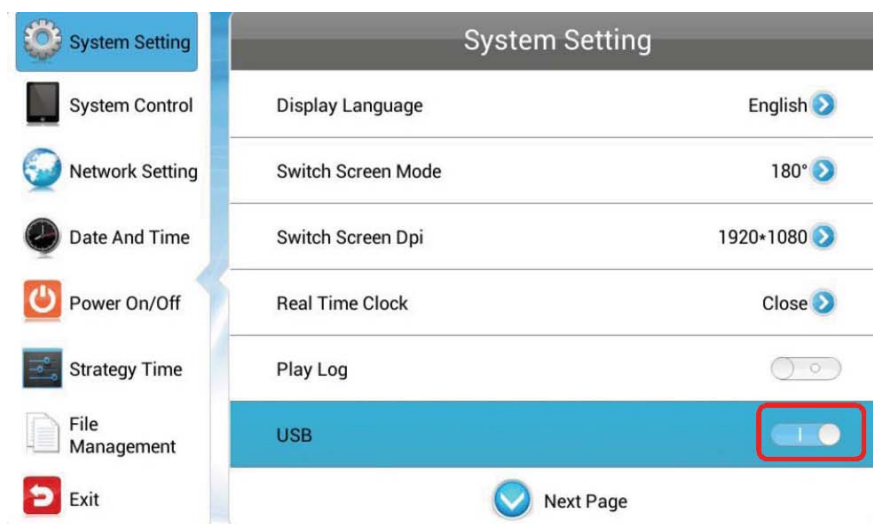 System Setting
System Control
Network Setting
Date And Time
Power On/Off
Strategy Time
File
Management
Exit
System Setting
Display Language English
Switch Screen Mode 180°
Switch Screen Dpi 1920*1080
Real Time Clock Close
Play Log
USB
Next Page